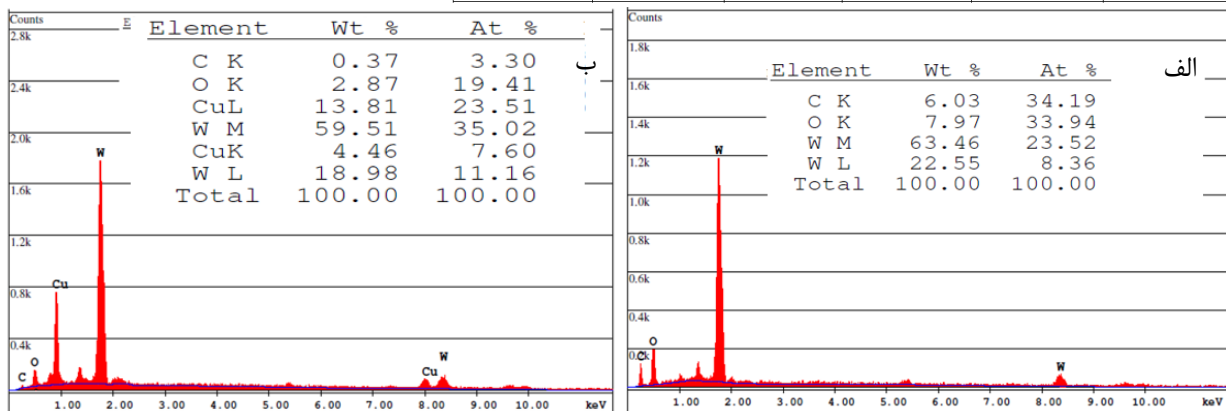 Counts
2.8k
2.4k
2.0k
1.6k
1.2k
0.8k
0.4k
E
Element Wt % At %
C K 0.37 3.30
O K 2.87 19.41
CuL 13.81 23.51
W M 59.51 35.02
CuK 4.46 7.60
W L 18.98 11.16
Total 100.00 100.00
ب
W
Cu
O
C
Cu
W
1.00 2.00 3.00 4.00 5.00 6.00 7.00 8.00 9.00 10.00 keV
Counts
1.8k
1.6k
1.4k
1.2k
1.0k
0.8k
0.6k
0.4k
Element Wt % At %
C K 6.03 34.19
O K 7.97 33.94
W M 63.46 23.52
W L 22.55 8.36
Total 100.00 100.00
الف
W
O
C
W
1.00 2.00 3.00 4.00 5.00 6.00 7.00 8.00 9.00 10.00 keV